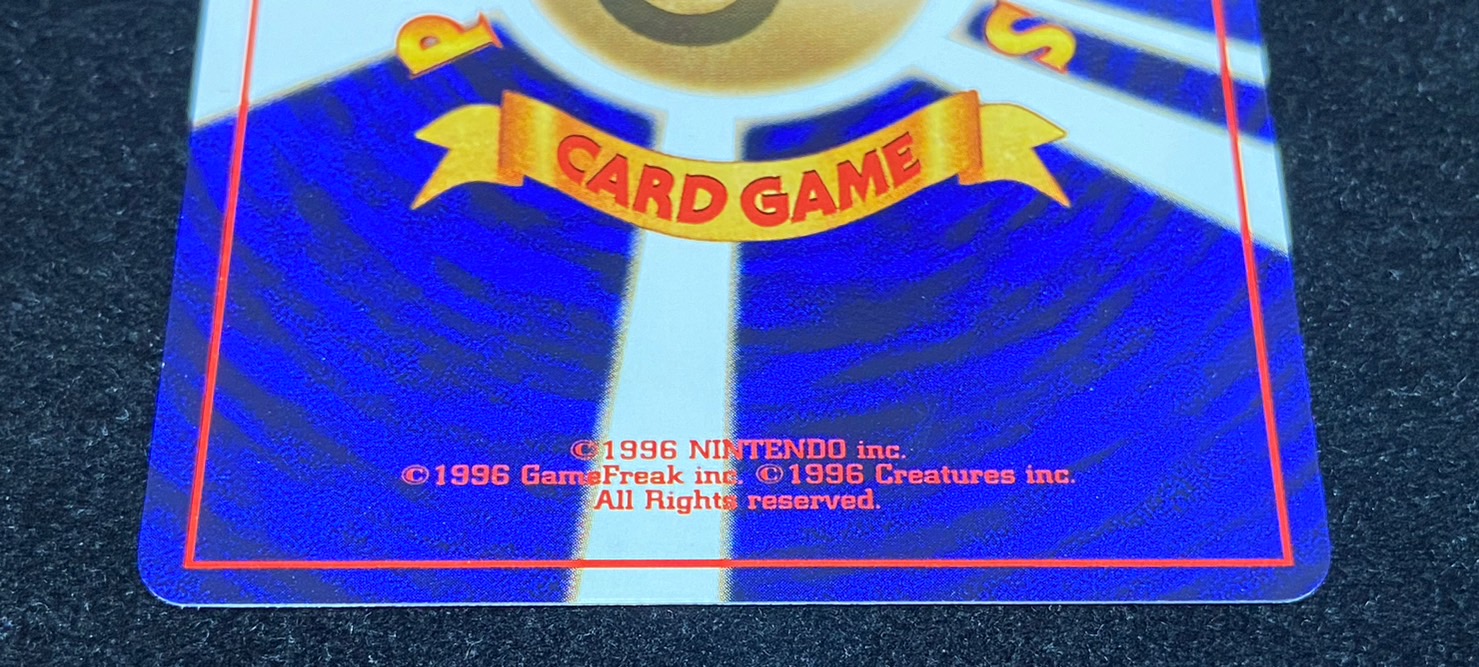 P S
CARD GAME
©1996 NINTENDO inc.
©1996 GameFreak inc. ©1996 Creatures inc.
All Rights reserved.